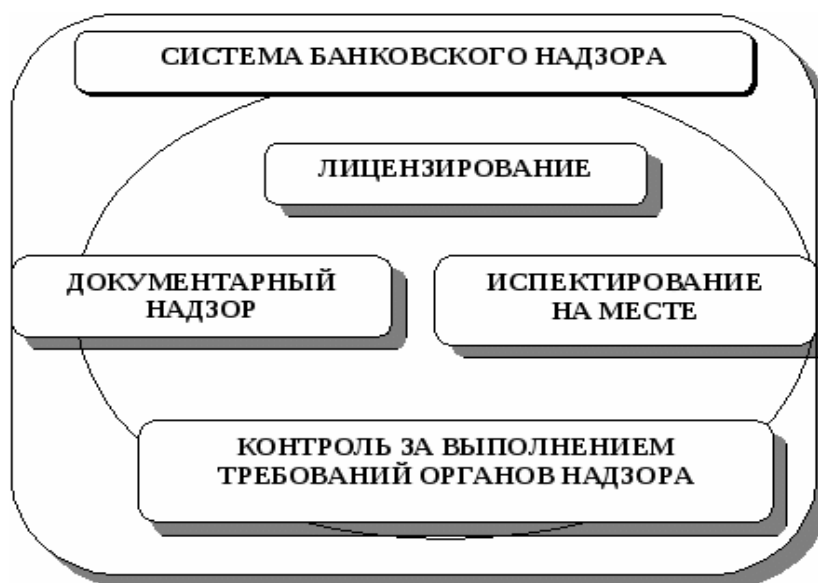 СИСТЕМА БАНКОВСКОГО НАДЗОРА
ЛИЦЕНЗИРОВАНИЕ
ДОКУМЕНТАРНЫЙ
НАДЗОР
ИСПЕКТИРОВАНИЕ
НА МЕСТЕ
КОНТРОЛЬ ЗА ВЫПОЛНЕНИЕМ
ТРЕБОВАНИЙ ОРГАНОВ НАДЗОРА